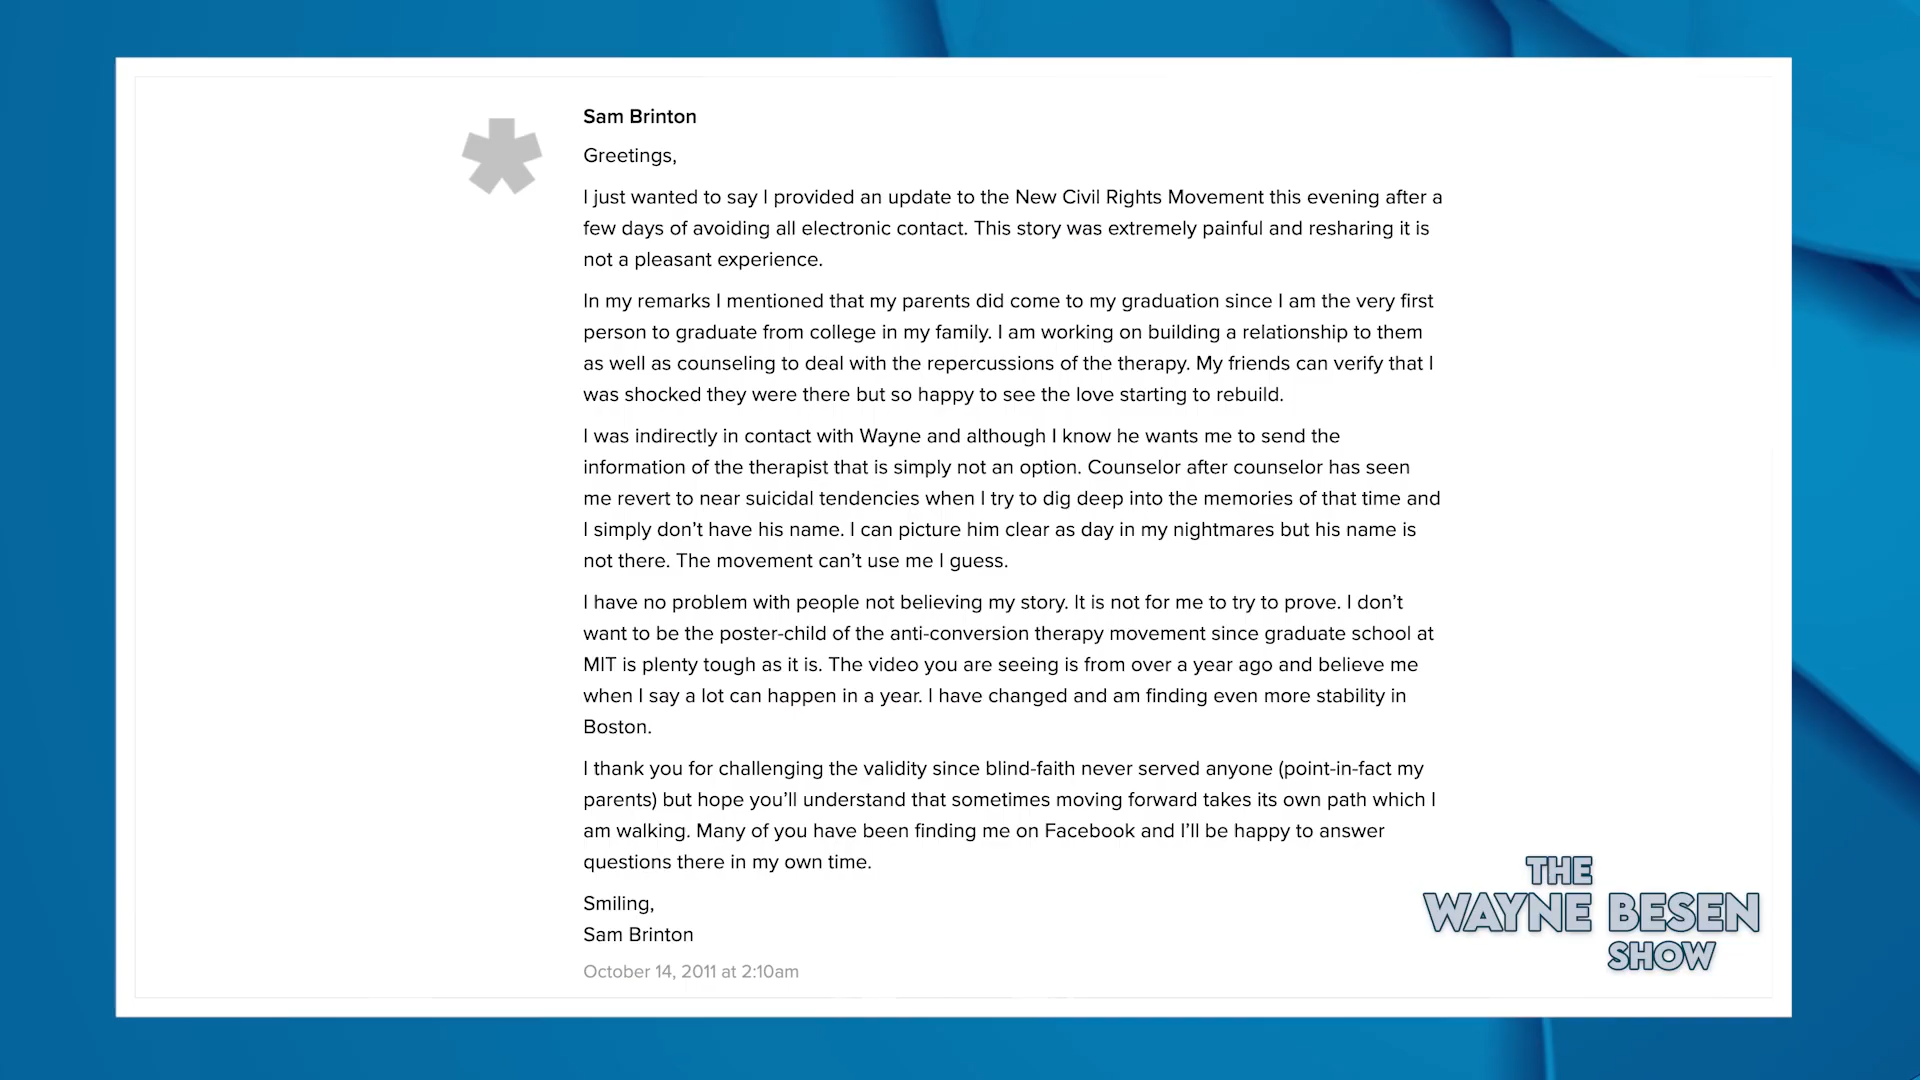 Sam Brinton
Greetings,
I just wanted to say I provided an update to the New Civil Rights Movement this evening after a
few days of avoiding all electronic contact. This story was extremely painful and resharing it is
not a pleasant experience.
In my remarks I mentioned that my parents did come to my graduation since I am the very first
person to graduate from college in my family. I am working on building a relationship to them
as well as counseling to deal with the repercussions of the therapy. My friends can verify that I
was shocked they were there but so happy to see the love starting to rebuild.
I was indirectly in contact with Wayne and although I know he wants me to send the
information of the therapist that is simply not an option. Counselor after counselor has seen
me revert to near suicidal tendencies when I try to dig deep into the memories of that time and
I simply don’t have his name. I can picture him clear as day in my nightmares but his name is
not there. The movement can’t use me I guess.
I have no problem with people not believing my story. It is not for me to try to prove. I don’t
want to be the poster-child of the anti-conversion therapy movement since graduate school at
MIT is plenty tough as it is. The video you are seeing is from over a year ago and believe me
when I say a lot can happen in a year. I have changed and am finding even more stability in
Boston.
I thank you for challenging the validity since blind-faith never served anyone (point-in-fact my
parents) but hope you’ll understand that sometimes moving forward takes its own path which I
am walking. Many of you have been finding me on Facebook and I’ll be happy to answer
questions there in my own time.
Smiling,
Sam Brinton
October 14, 2011 at 2:10am
THE
WAYNE BESEN
SHOW